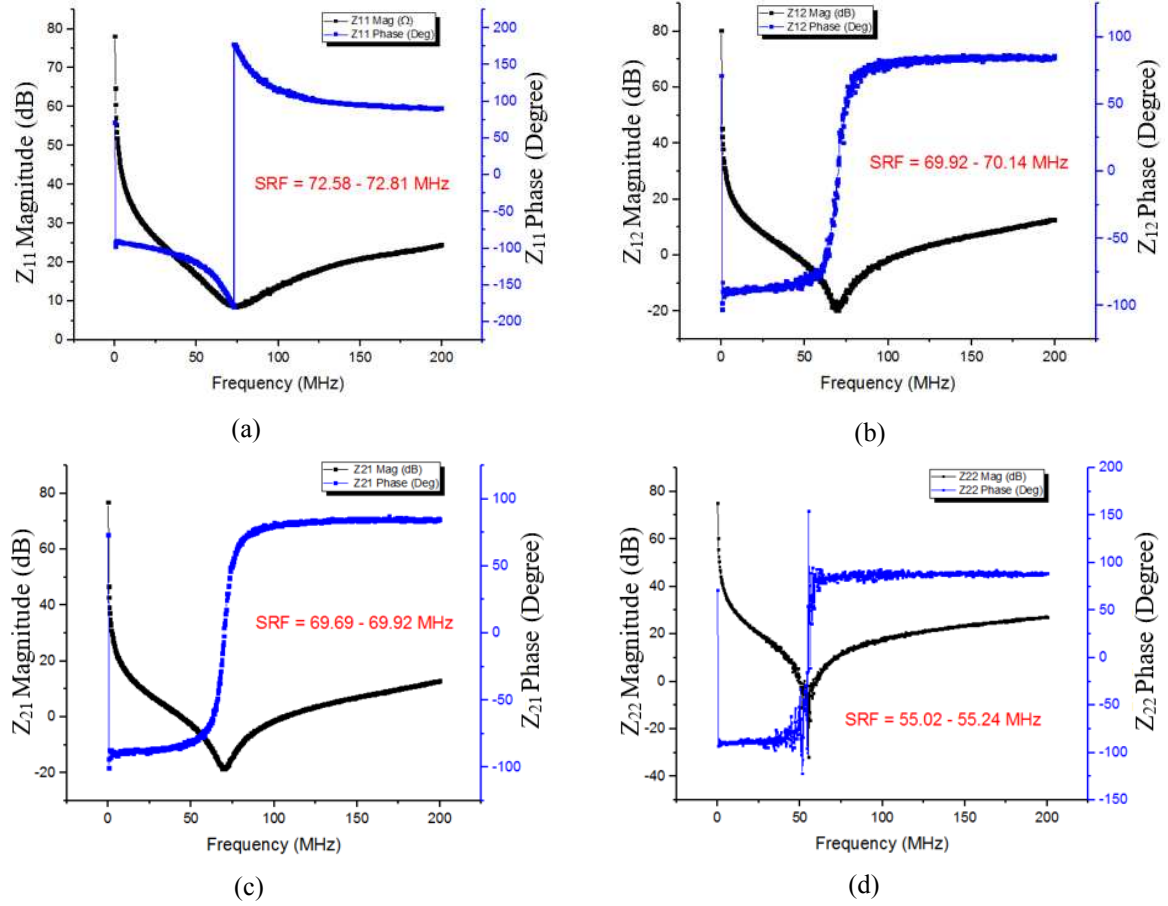 Z11 Mag (Ω)
Z11 Phase (Deg)
Z11 Magnitude (dB)
80
70
60
50
40
30
20
10
0
Z11 Phase (Degree)
200
150
100
50
0
-50
-100
-150
-200
SRF = 72.58 - 72.81 MHz
0
50
100
150
200
Frequency (MHz)
(a)
Z12 Mag (dB)
Z12 Phase (Deg)
Z12 Magnitude (dB)
80
60
40
20
0
-20
Z12 Phase (Degree)
100
50
0
-50
-100
SRF = 69.92 - 70.14 MHz
0
50
100
150
200
Frequency (MHz)
(b)
Z21 Mag (dB)
Z21 Phase (Deg)
Z21 Magnitude (dB)
80
60
40
20
0
-20
Z21 Phase (Degree)
100
50
0
-50
-100
SRF = 69.69 - 69.92 MHz
0
50
100
150
200
Frequency (MHz)
(c)
Z22 Mag (dB)
Z22 Phase (Deg)
Z22 Magnitude (dB)
80
60
40
20
0
-20
-40
Z22 Phase (Degree)
200
150
100
50
0
-50
-100
-150
SRF = 55.02 - 55.24 MHz
0
50
100
150
200
Frequency (MHz)
(d)